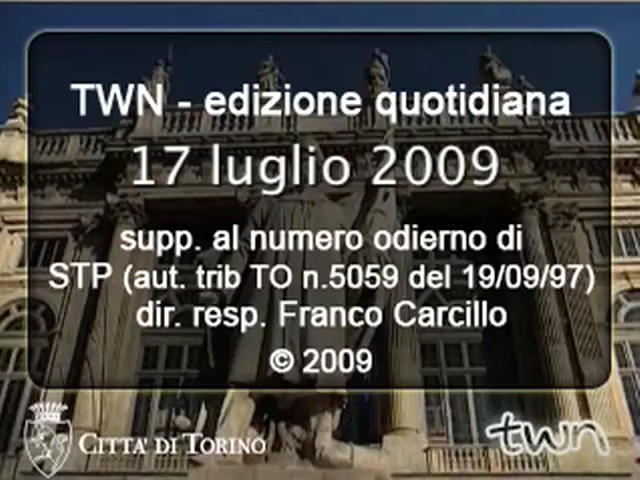 TWN - edizione quotidiana
17 luglio 2009
supp. al numero odierno di
STP (aut. trib TO n.5059 del 19/09/97)
dir. resp. Franco Carcillo
© 2009
CITTA' DI TORINO
twn